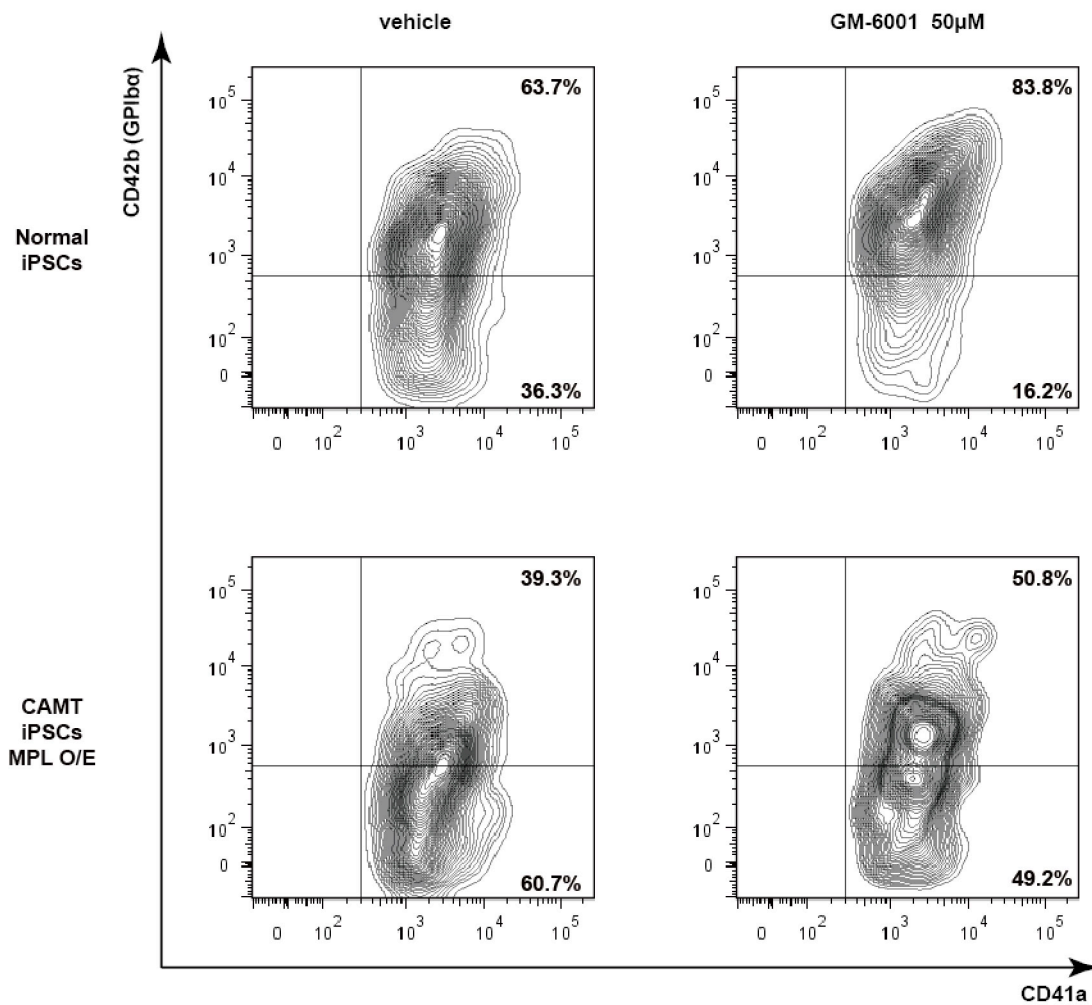 vehicle
GM-6001 50µM
CD42b (GPIbα)
Normal
iPSCs
63.7%
36.3%
10^5
10^4
10^3
10^2
0
0 10^2 10^3 10^4 10^5
83.8%
16.2%
10^5
10^4
10^3
10^2
0
0 10^2 10^3 10^4 10^5
CAMT
iPSCs
MPL O/E
39.3%
60.7%
10^5
10^4
10^3
10^2
0
0 10^2 10^3 10^4 10^5
50.8%
49.2%
10^5
10^4
10^3
10^2
0
0 10^2 10^3 10^4 10^5
CD41a